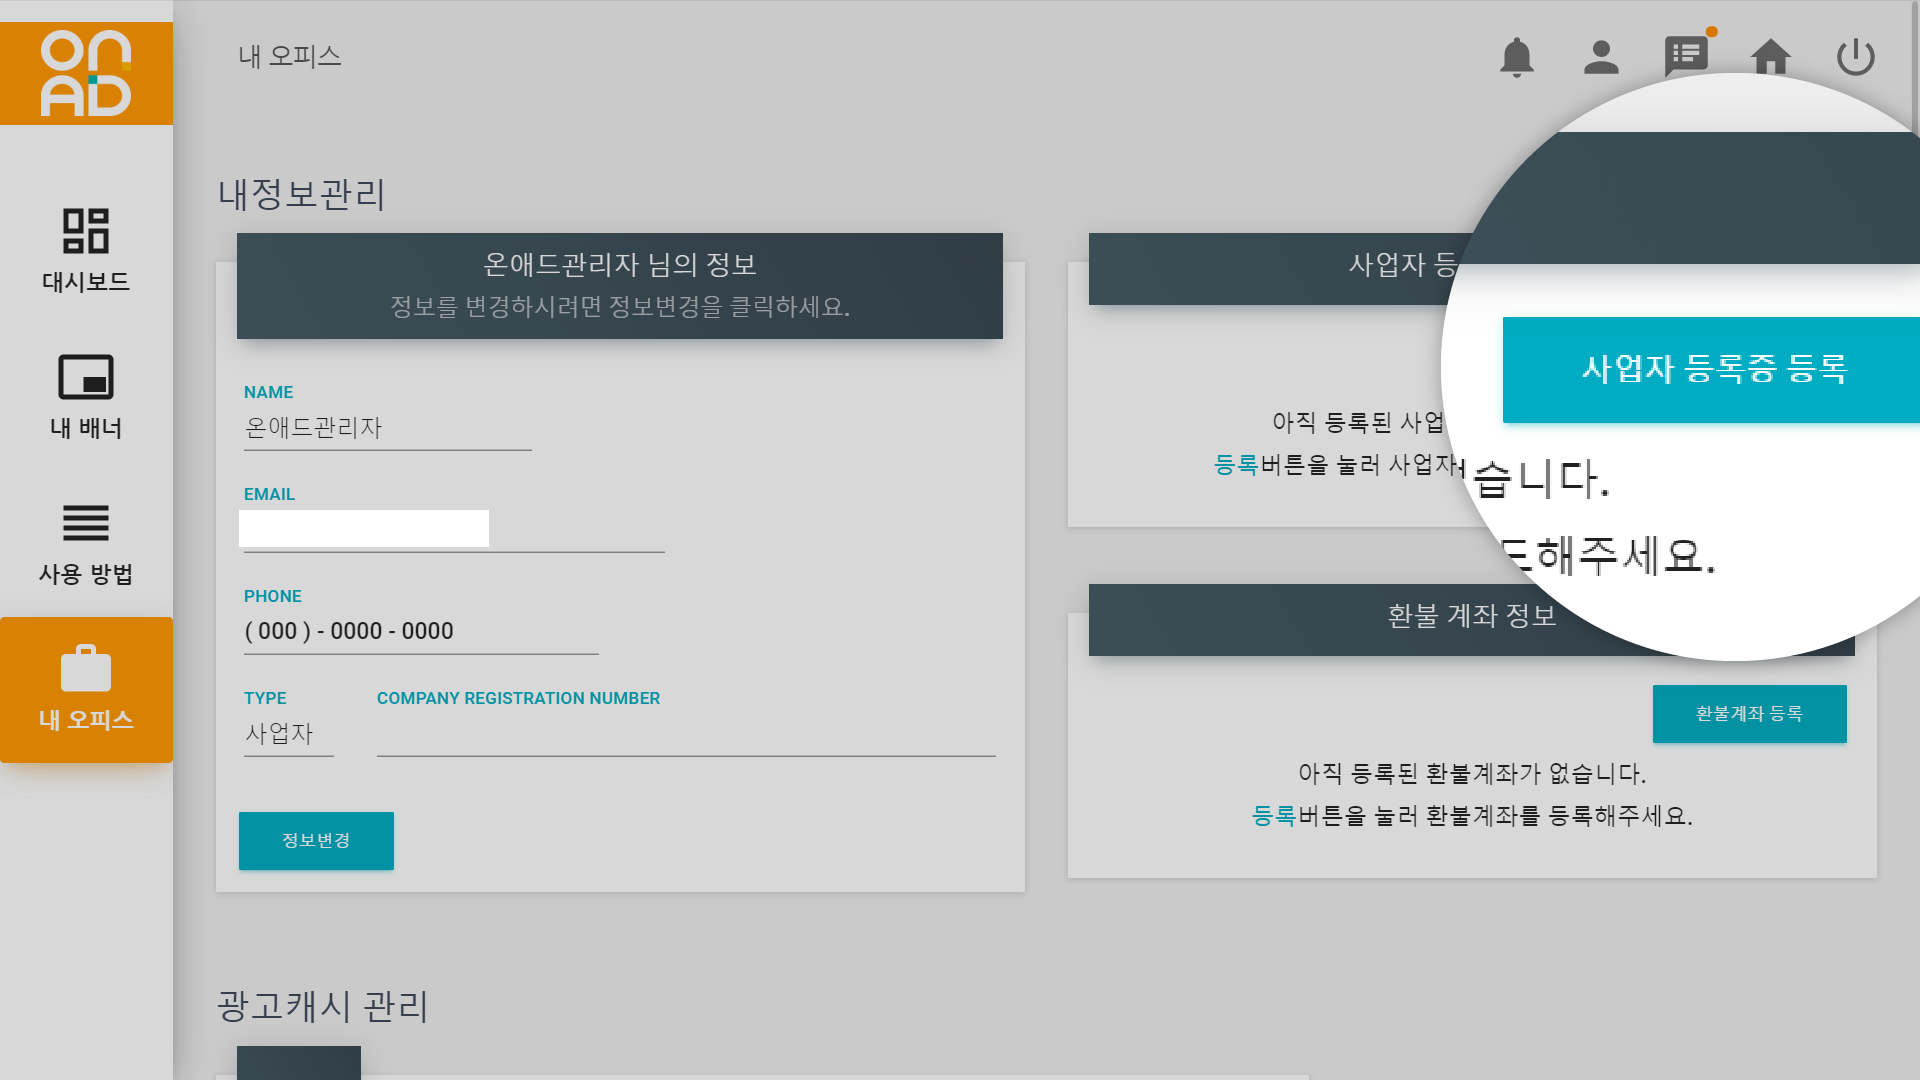 ONAD
내 오피스
대시보드
내 배너
사용 방법
내 오피스
내정보관리
온애드관리자 님의 정보
정보를 변경하시려면 정보변경을 클릭하세요.
NAME
온애드관리자
EMAIL
PHONE
( 000 ) - 0000 - 0000
TYPE
COMPANY REGISTRATION NUMBER
사업자
정보변경
사업자 등
사업자 등록증 등록
아직 등록된 사업
습니다.
등록버튼을 눌러 사업자
해주세요.
환불 계좌 정보
환불계좌 등록
아직 등록된 환불계좌가 없습니다.
등록버튼을 눌러 환불계좌를 등록해주세요.
광고캐시 관리